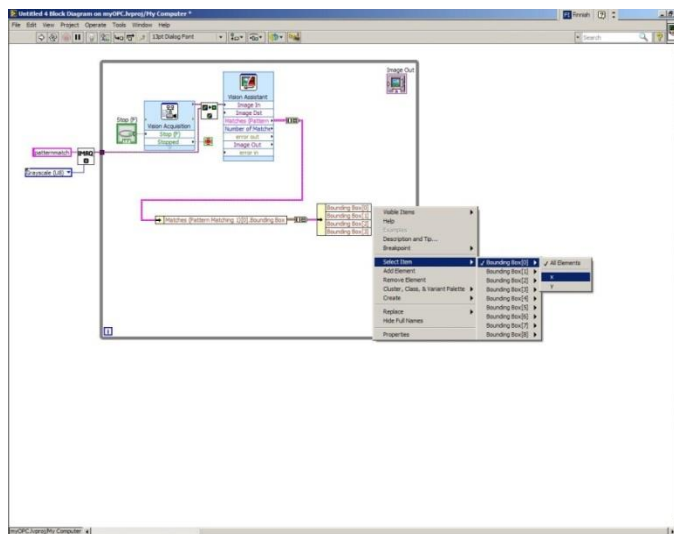 Untitled 4 Block Diagram on myOPC.lvproj/My Computer *
FI Finnish
File Edit View Project Operate Tools Window Help
13pt Dialog Font
Search
Image Out
Vision Assistant
Image In
Image Dst
Matches (Pattern
Number of Matche
error out
Image Out
error in
Stop (F)
Vision Acquisition
Stop (F)
Stopped
patternmatch
IMAQ
Grayscale (U8)
Matches (Pattern Matching 
Bounding Box[0]
Bounding Box[1]
Bounding Box[2]
Bounding Box[3]
Visible Items
Help
Examples
Description and Tip...
Breakpoint
Select Item
Add Element
Remove Element
Cluster, Class, & Variant Palette
Create
Replace
Hide Full Names
Properties
Bounding Box[0]
Bounding Box[1]
Bounding Box[2]
Bounding Box[3]
Bounding Box[4]
Bounding Box[5]
Bounding Box[6]
Bounding Box[7]
Bounding Box[8]
All Elements
X
Y
i
myOPC.lvproj/My Computer